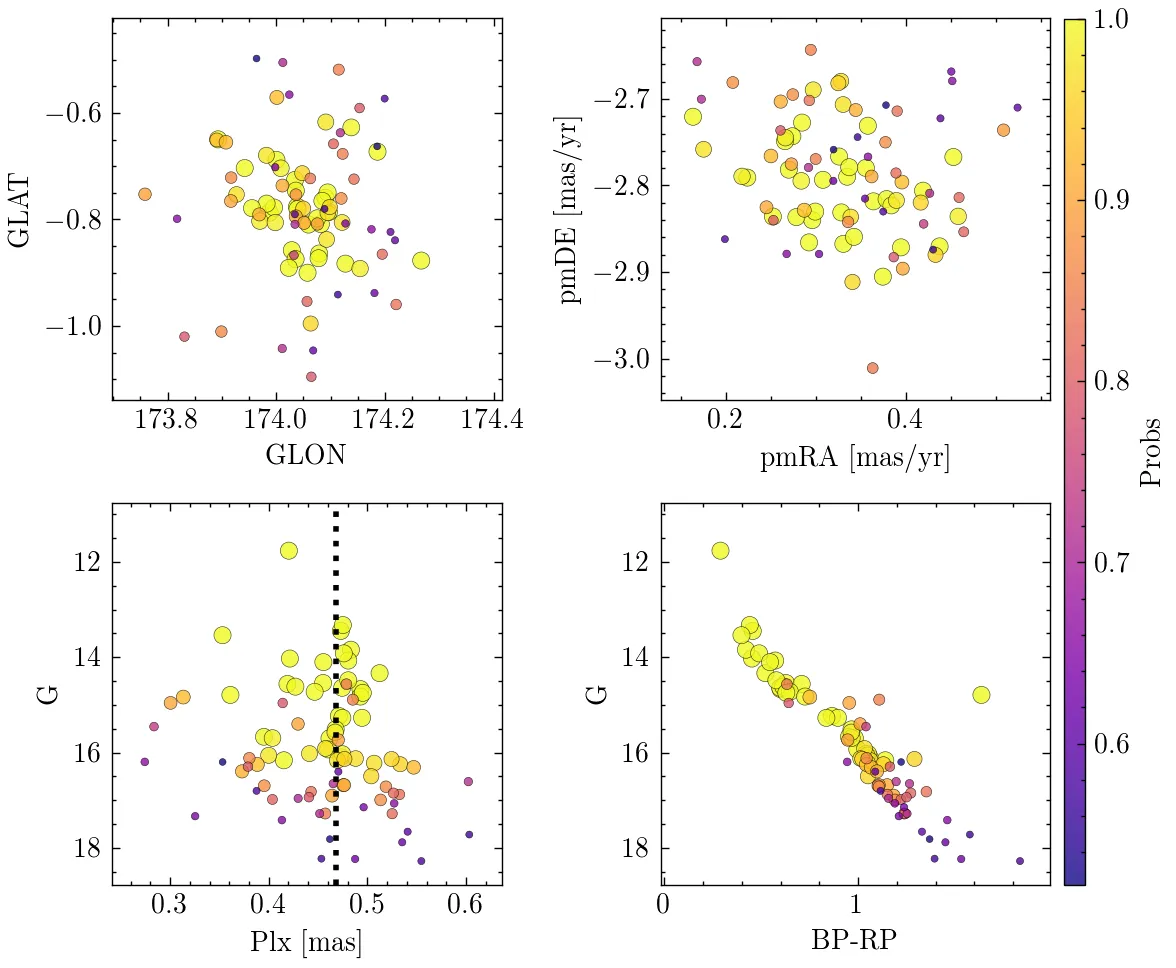 −0.6
−0.8
−1.0
GLAT
173.8 174.0 174.2 174.4
GLON
−2.7
−2.8
−2.9
−3.0
pmDE [mas/yr]
0.2 0.4
pmRA [mas/yr]
12
14
16
18
G
0.3 0.4 0.5 0.6
Plx [mas]
12
14
16
18
G
0 1
BP-RP
1.0
0.9
0.8
0.7
0.6
Probs